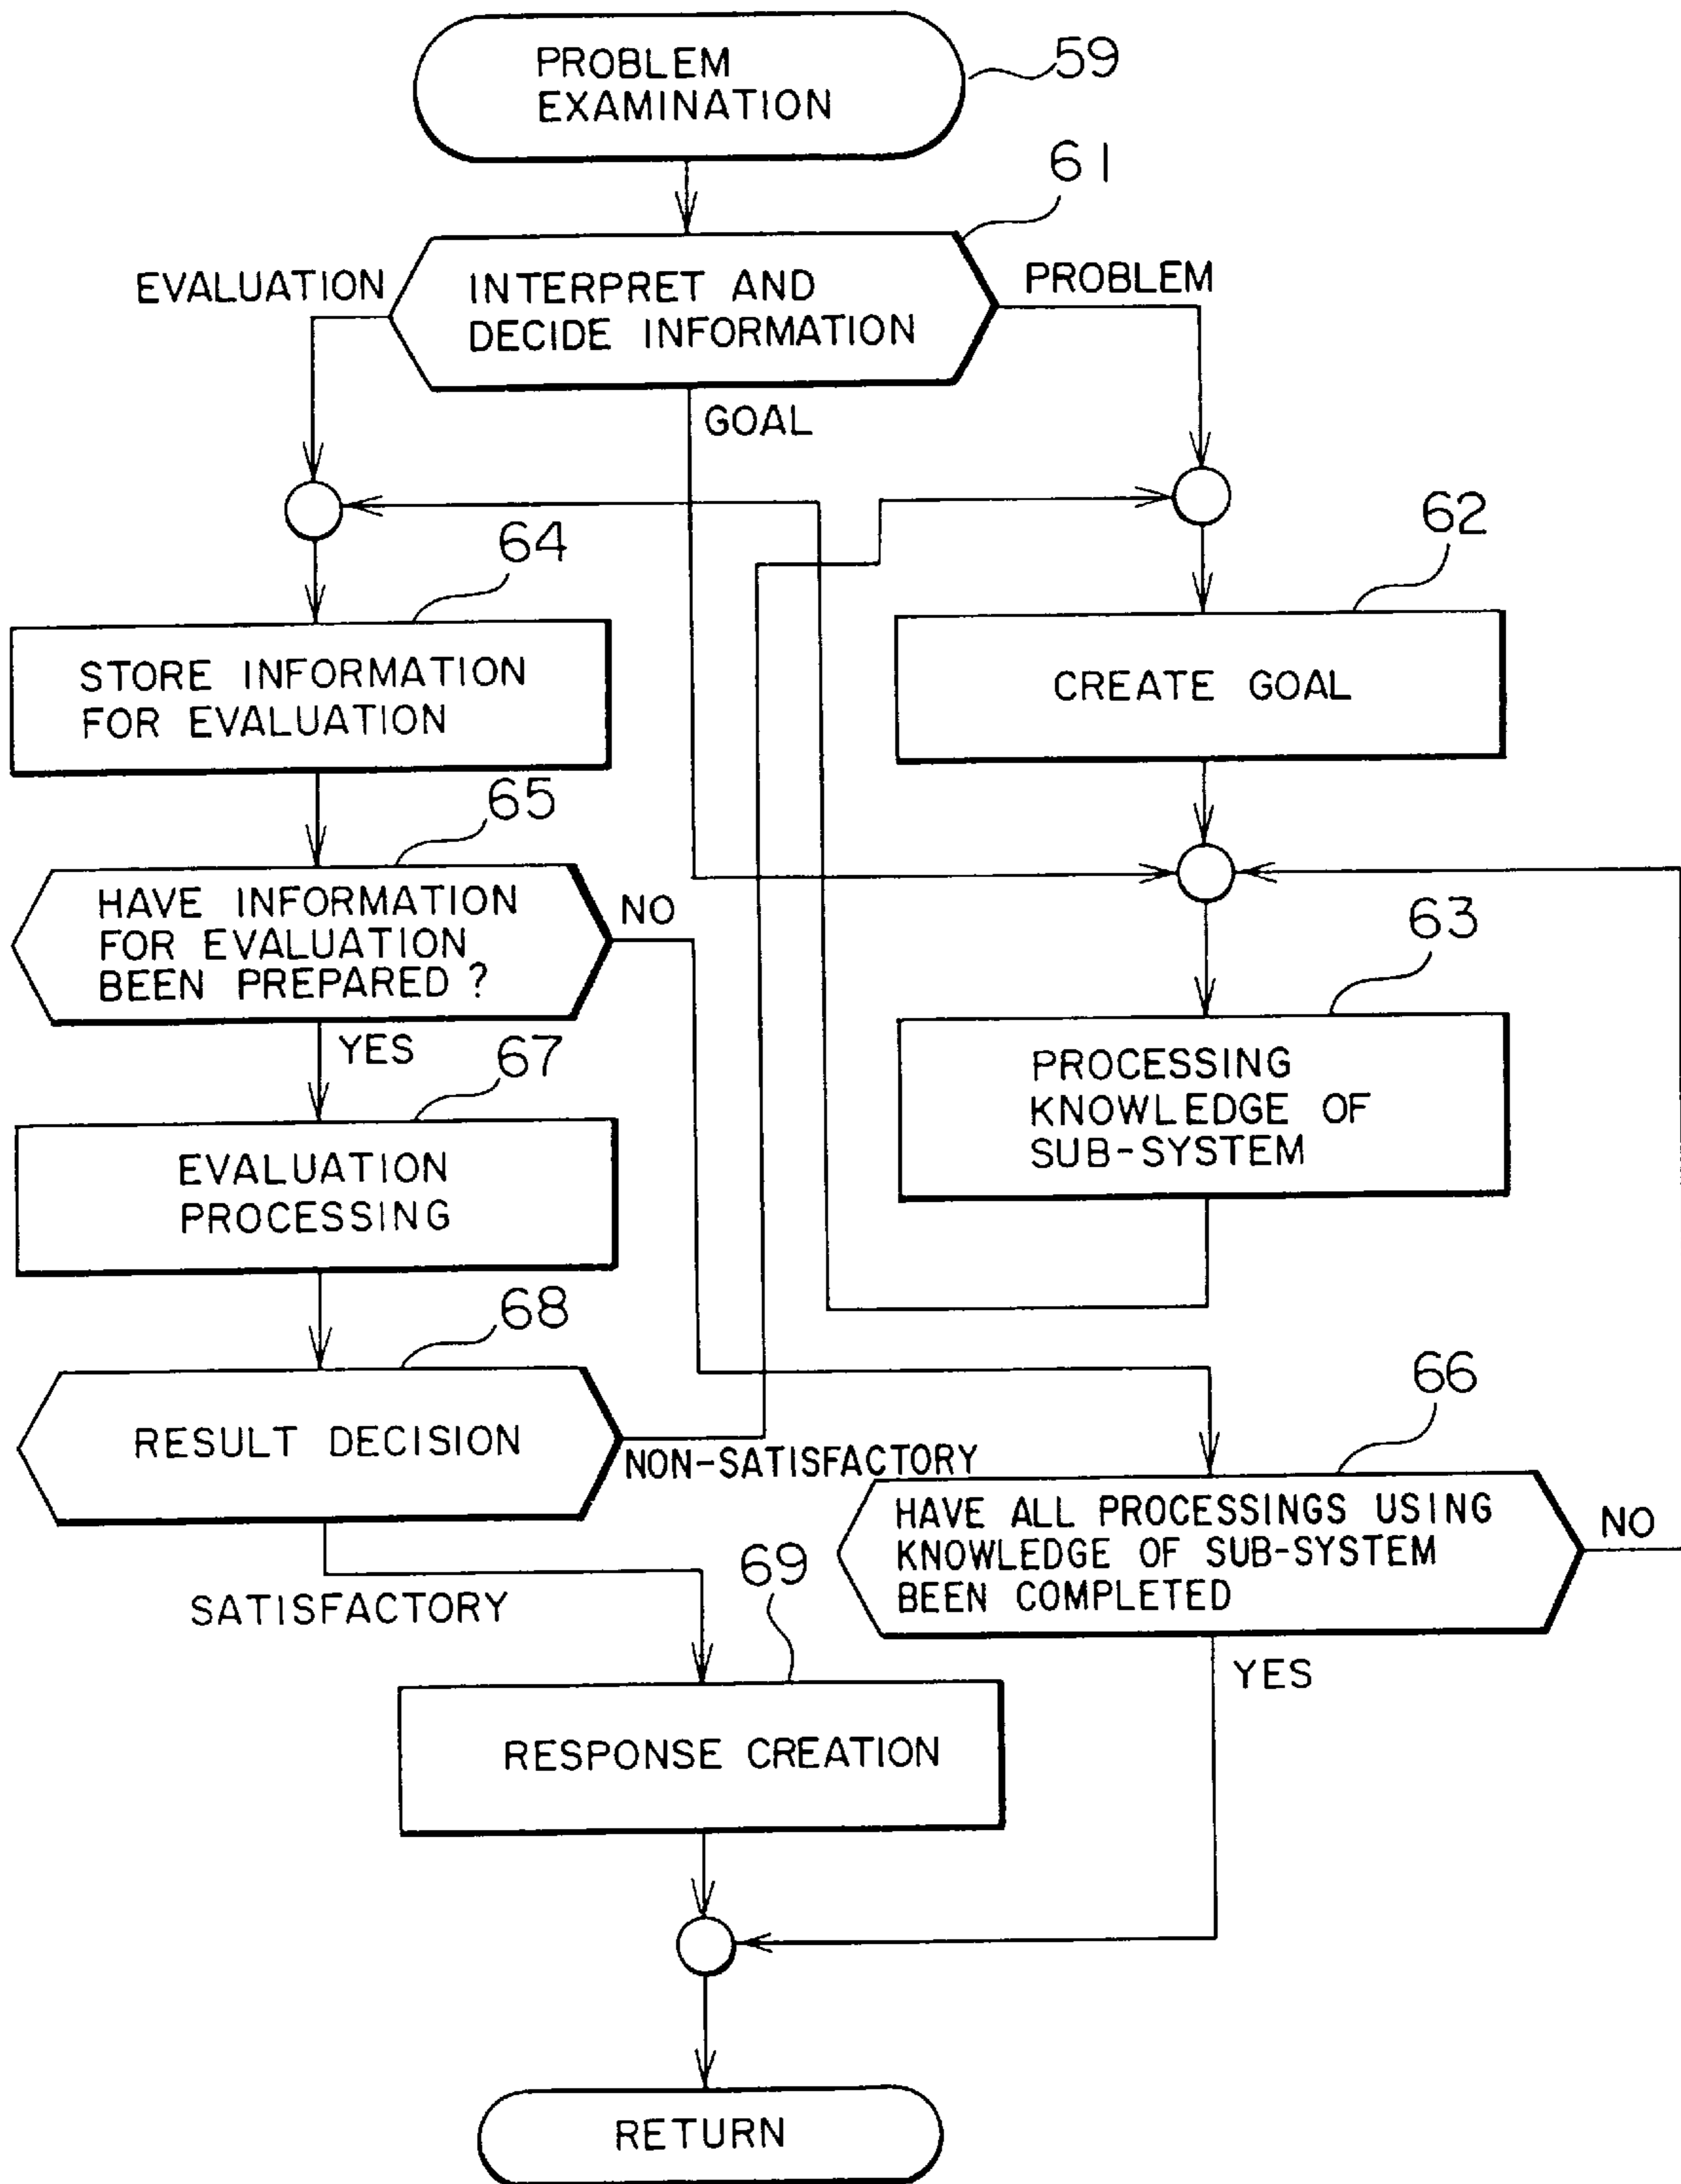 PROBLEM
EXAMINATION
59
61
EVALUATION
INTERPRET AND
DECIDE INFORMATION
PROBLEM
GOAL
64
62
STORE INFORMATION
FOR EVALUATION
CREATE GOAL
65
HAVE INFORMATION
FOR EVALUATION
BEEN PREPARED ?
NO
63
YES
67
PROCESSING
KNOWLEDGE OF
SUB-SYSTEM
EVALUATION
PROCESSING
68
66
RESULT DECISION
NON-SATISFACTORY
HAVE ALL PROCESSINGS USING
KNOWLEDGE OF SUB-SYSTEM
BEEN COMPLETED
NO
SATISFACTORY
69
YES
RESPONSE CREATION
RETURN